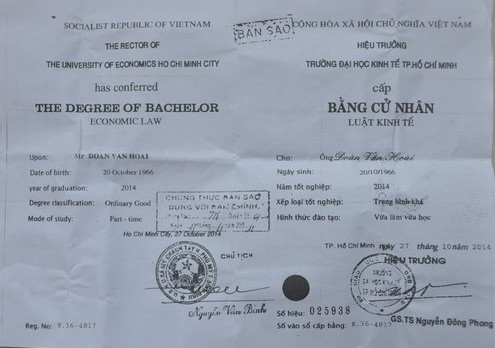 SOCIALIST REPUBLIC OF VIETNAM
THE RECTOR OF
THE UNIVERSITY OF ECONOMICS HO CHI MINH CITY
has conferred
THE DEGREE OF BACHELOR
ECONOMIC LAW
Upon: Mr DOAN VAN HOAI
Date of birth: 20 October 1966
year of graduation: 2014
Degree classification: Ordinary Good
Mode of study: Part - time
Ho Chi Minh City, 27 October 2014
CHỨNG THỰC BẢN SAO
ĐÚNG VỚI BẢN CHÍNH
CHỦ TỊCH
Nguyễn Văn Bình
Reg. No: K.36-4817
BẢN SAO
CỘNG HÒA XÃ HỘI CHỦ NGHĨA VIỆT NAM
HIỆU TRƯỞNG
TRƯỜNG ĐẠI HỌC KINH TẾ TP.HỒ CHÍ MINH
cấp
BẰNG CỬ NHÂN
LUẬT KINH TẾ
Cho: Ông Đoàn Văn Hoài
Ngày sinh: 20/10/1966
Năm tốt nghiệp: 2014
Xếp loại tốt nghiệp: Trung bình khá
Hình thức đào tạo: Vừa làm vừa học
TP. Hồ Chí Minh, ngày 27 tháng 10 năm 2014
HIỆU TRƯỞNG
Số hiệu: 025938
Số vào sổ cấp bằng: K.36-4817
GS.TS Nguyễn Đông Phong